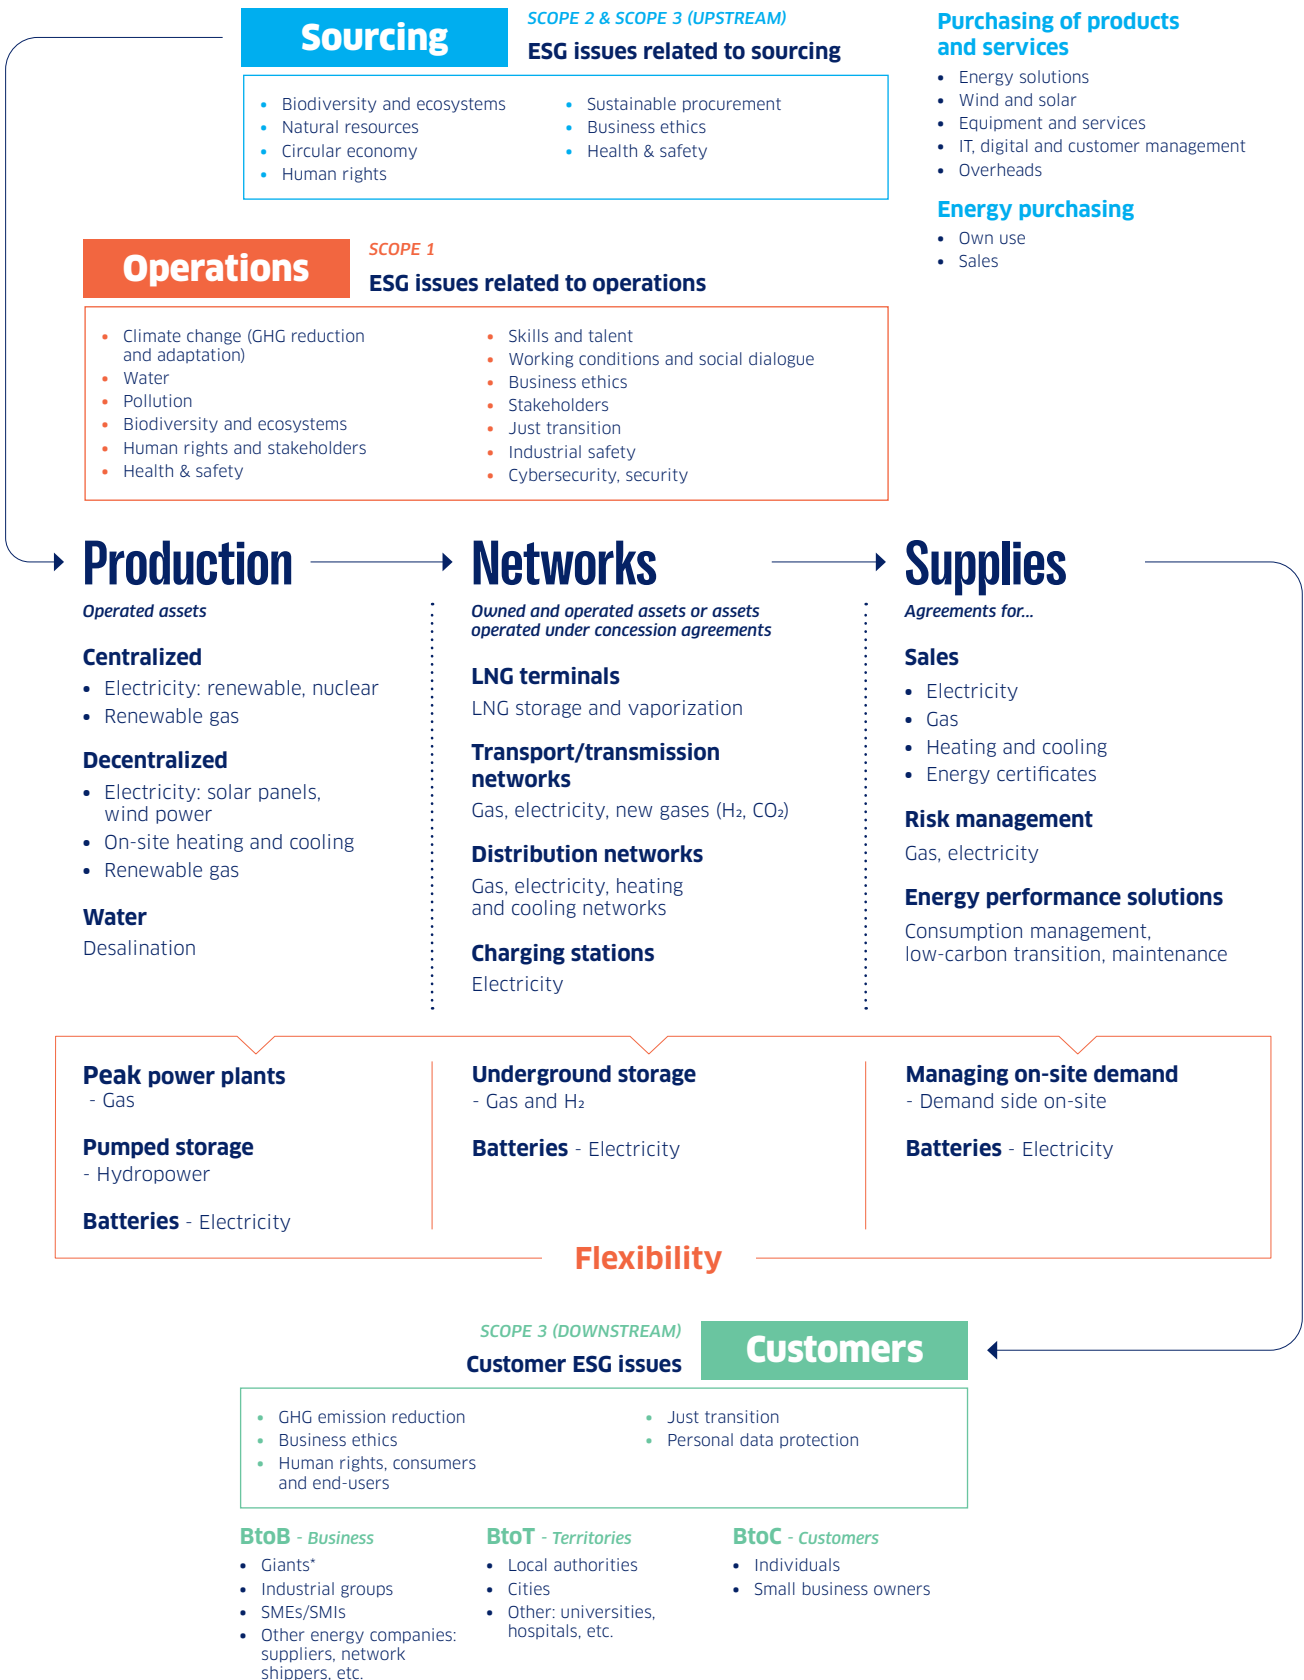 Sourcing
SCOPE 2 & SCOPE 3 (UPSTREAM)
ESG issues related to sourcing
• Biodiversity and ecosystems
• Natural resources
• Circular economy
• Human rights
• Sustainable procurement
• Business ethics
• Health & safety
Purchasing of products
and services
• Energy solutions
• Wind and solar
• Equipment and services
• IT, digital and customer management
• Overheads
Energy purchasing
• Own use
• Sales
Operations
SCOPE 1
ESG issues related to operations
• Climate change (GHG reduction
and adaptation)
• Water
• Pollution
• Biodiversity and ecosystems
• Human rights and stakeholders
• Health & safety
• Skills and talent
• Working conditions and social dialogue
• Business ethics
• Stakeholders
• Just transition
• Industrial safety
• Cybersecurity, security
Production
Operated assets
Centralized
• Electricity: renewable, nuclear
• Renewable gas
Decentralized
• Electricity: solar panels,
wind power
• On-site heating and cooling
• Renewable gas
Water
Desalination
Networks
Owned and operated assets or assets
operated under concession agreements
LNG terminals
LNG storage and vaporization
Transport/transmission
networks
Gas, electricity, new gases (H₂, CO₂)
Distribution networks
Gas, electricity, heating
and cooling networks
Charging stations
Electricity
Supplies
Agreements for...
Sales
• Electricity
• Gas
• Heating and cooling
• Energy certificates
Risk management
Gas, electricity
Energy performance solutions
Consumption management,
low-carbon transition, maintenance
Peak power plants
- Gas
Pumped storage
- Hydropower
Batteries - Electricity
Underground storage
- Gas and H₂
Batteries - Electricity
Managing on-site demand
- Demand side on-site
Batteries - Electricity
Flexibility
SCOPE 3 (DOWNSTREAM)
Customer ESG issues
Customers
• GHG emission reduction
• Business ethics
• Human rights, consumers
and end-users
• Just transition
• Personal data protection
BtoB - Business
• Giants*
• Industrial groups
• SMEs/SMIs
• Other energy companies:
suppliers, network
shippers, etc.
BtoT - Territories
• Local authorities
• Cities
• Other: universities,
hospitals, etc.
BtoC - Customers
• Individuals
• Small business owners